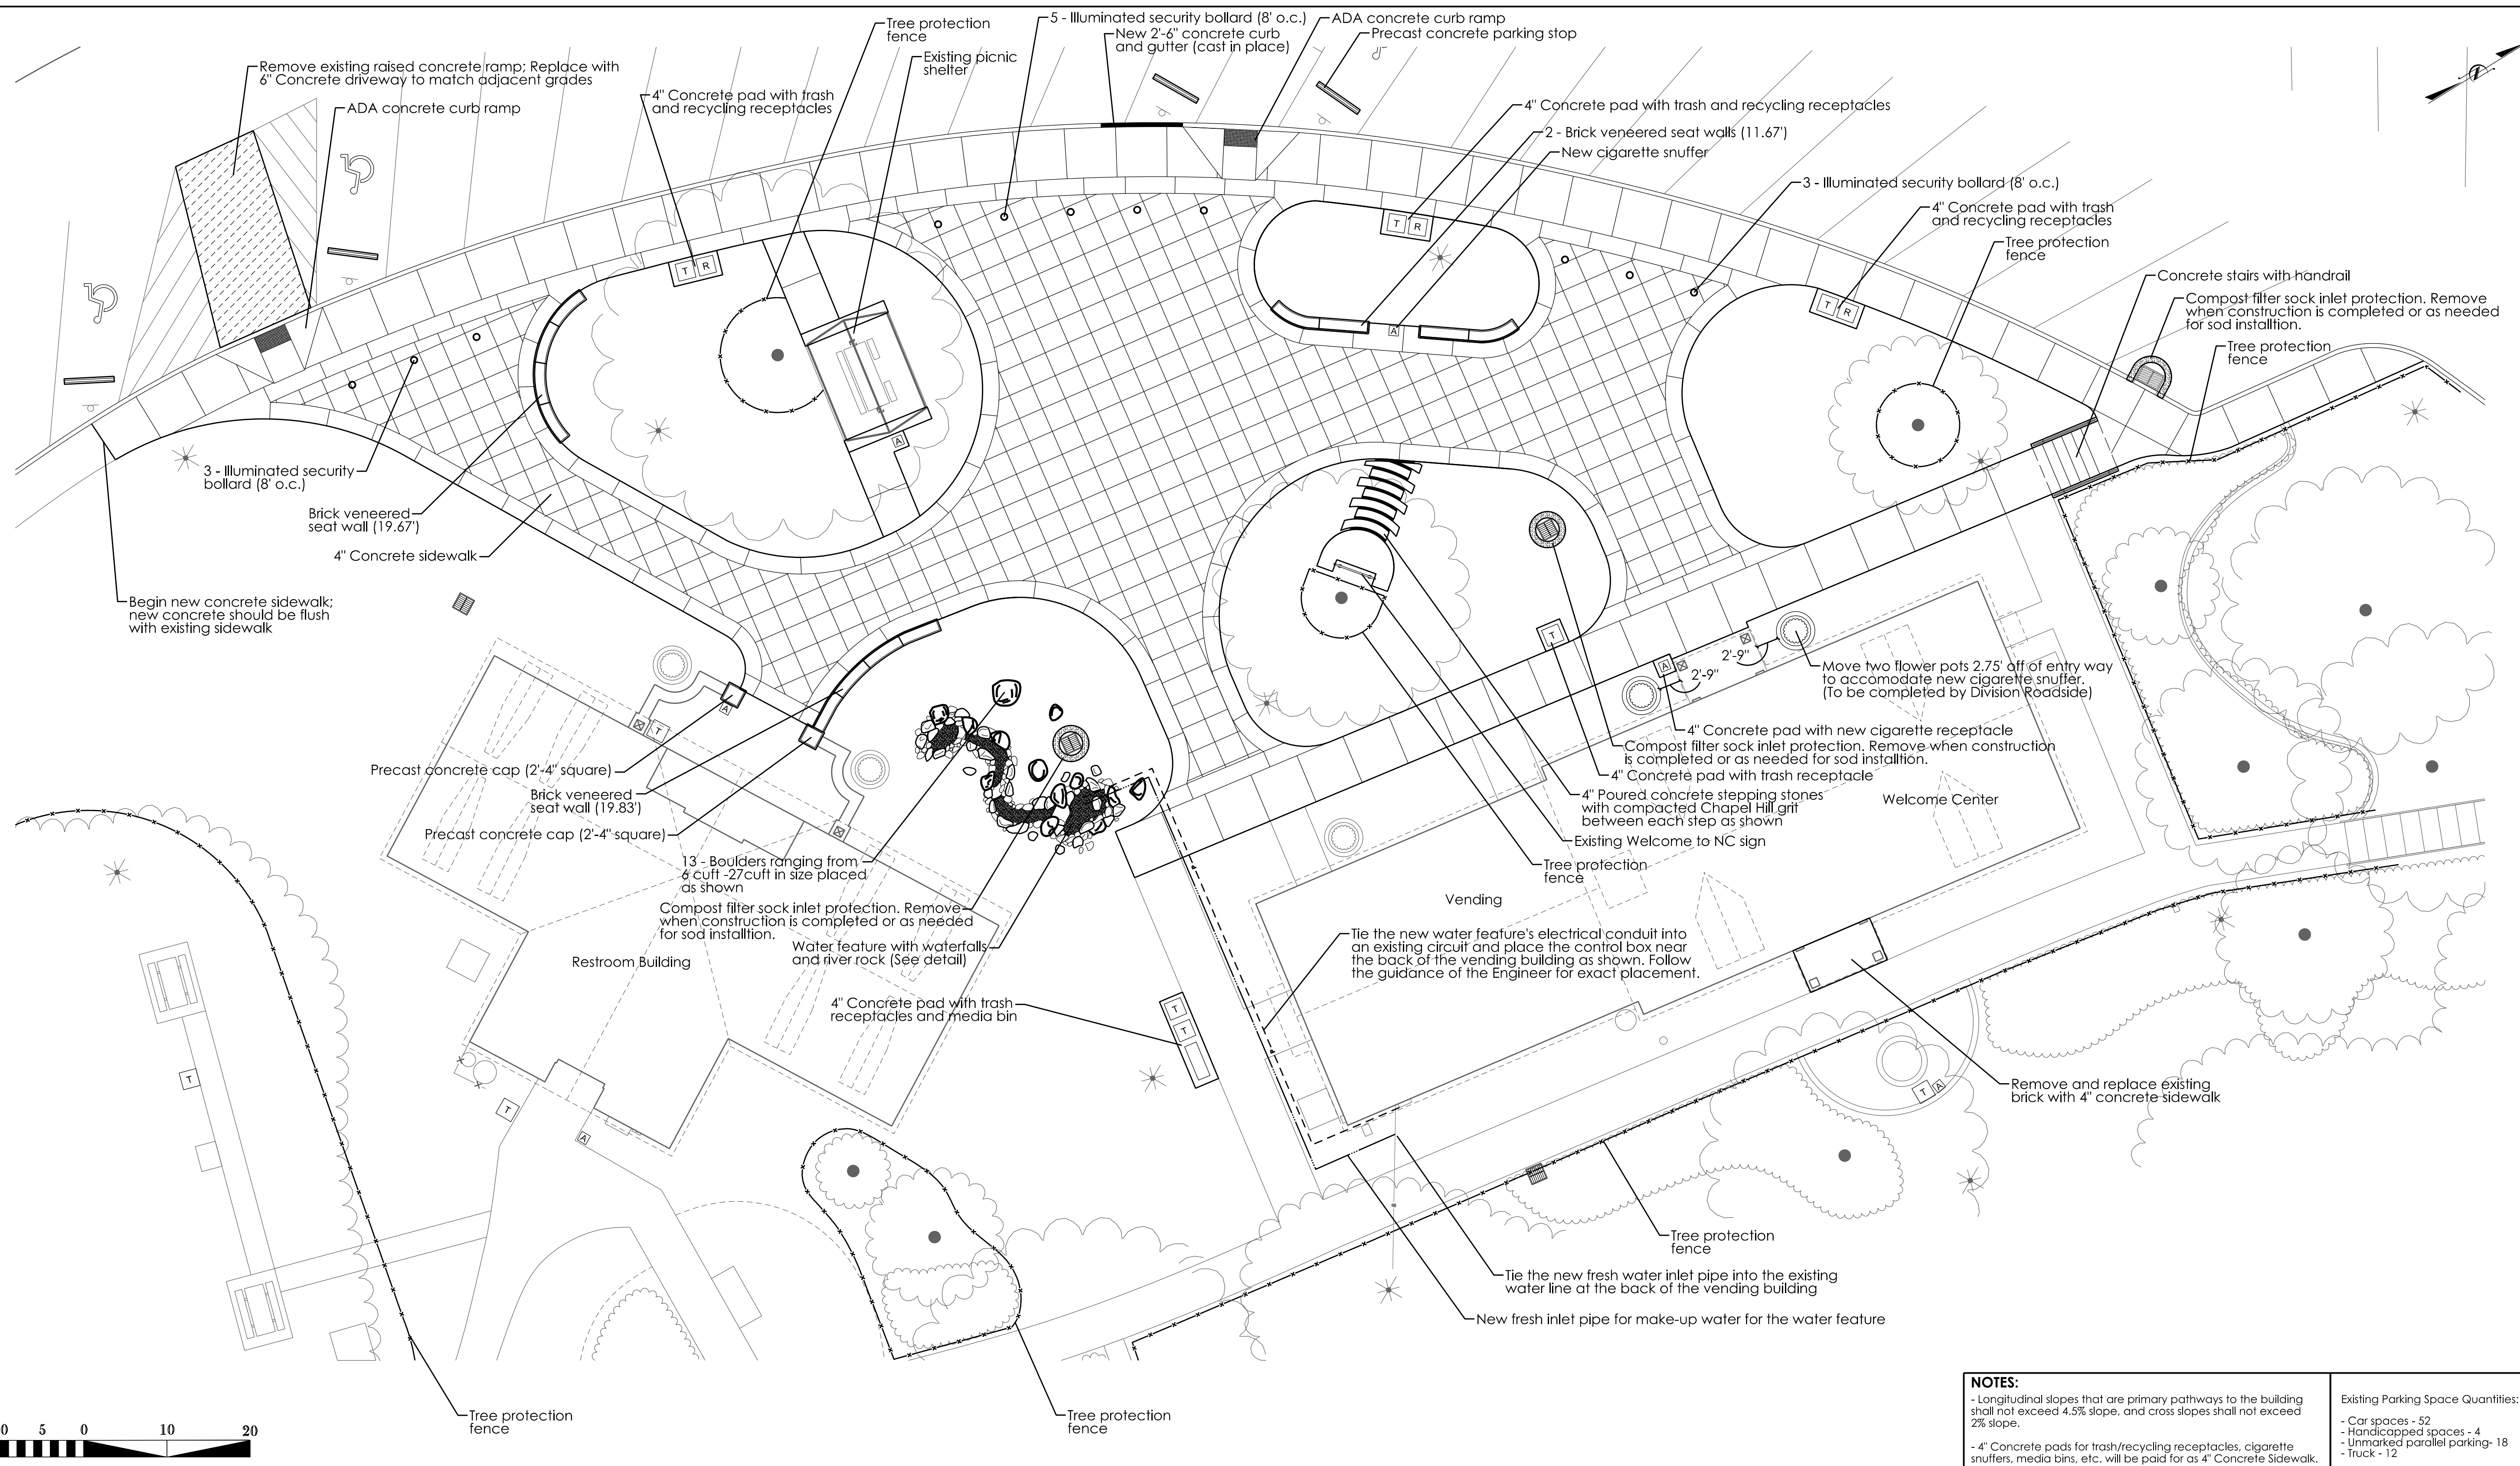 Tree protection
fence
5 - Illuminated security bollard (8' o.c.)
New 2'-6" concrete curb
and gutter (cast in place)
ADA concrete curb ramp
Precast concrete parking stop
Existing picnic
shelter
Remove existing raised concrete ramp; Replace with
6" Concrete driveway to match adjacent grades
ADA concrete curb ramp
4" Concrete pad with trash
and recycling receptacles
4" Concrete pad with trash and recycling receptacles
2 - Brick veneered seat walls (11.67')
New cigarette snuffer
3 - Illuminated security bollard (8' o.c.)
4" Concrete pad with trash
and recycling receptacles
Tree protection
fence
Concrete stairs with handrail
Compost filter sock inlet protection. Remove
when construction is completed or as needed
for sod installtion.
Tree protection
fence
T R
T R
T R
A
A
3 - Illuminated security
bollard (8' o.c.)
Brick veneered
seat wall (19.67')
4" Concrete sidewalk
Begin new concrete sidewalk;
new concrete should be flush
with existing sidewalk
T
A
2'-9"
2'-9"
Move two flower pots 2.75' off of entry way
to accomodate new cigarette snuffer.
(To be completed by Division Roadside)
A
T
4" Concrete pad with new cigarette receptacle
Compost filter sock inlet protection. Remove when construction
is completed or as needed for sod installtion.
4" Concrete pad with trash receptacle
4" Poured concrete stepping stones
with compacted Chapel Hill grit
between each step as shown
Welcome Center
Existing Welcome to NC sign
Tree protection
fence
Precast concrete cap (2'-4" square)
Brick veneered
seat wall (19.83')
Precast concrete cap (2'-4" square)
13 - Boulders ranging from
6 cuft -27cuft in size placed
as shown
Compost filter sock inlet protection. Remove
when construction is completed or as needed
for sod installtion.
Water feature with waterfalls
and river rock (See detail)
Vending
Tie the new water feature's electrical conduit into
an existing circuit and place the control box near
the back of the vending building as shown. Follow
the guidance of the Engineer for exact placement.
Restroom Building
4" Concrete pad with trash
receptacles and media bin
T
T
T
T
A
T A
Remove and replace existing
brick with 4" concrete sidewalk
Tree protection
fence
Tie the new fresh water inlet pipe into the existing
water line at the back of the vending building
New fresh inlet pipe for make-up water for the water feature
Tree protection
fence
Tree protection
fence
0 5 0 10 20
NOTES:
- Longitudinal slopes that are primary pathways to the building
shall not exceed 4.5% slope, and cross slopes shall not exceed
2% slope.
- 4" Concrete pads for trash/recycling receptacles, cigarette
snuffers, media bins, etc. will be paid for as 4" Concrete Sidewalk.
Existing Parking Space Quantities:
- Car spaces - 52
- Handicapped spaces - 4
- Unmarked parallel parking- 18
- Truck - 12